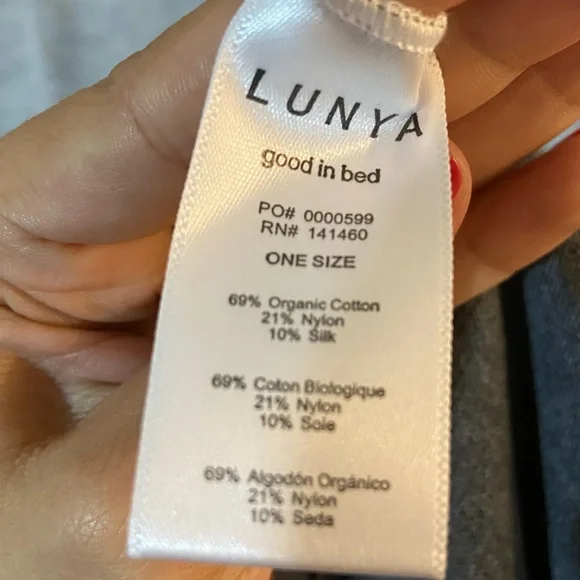 LUNYA
good in bed
PO# 0000599
RN# 141460
ONE SIZE
69% Organic Cotton
21% Nylon
10% Silk
69% Coton Biologique
21% Nylon
10% Soie
69% Algodón Orgánico
21% Nylon
10% Seda